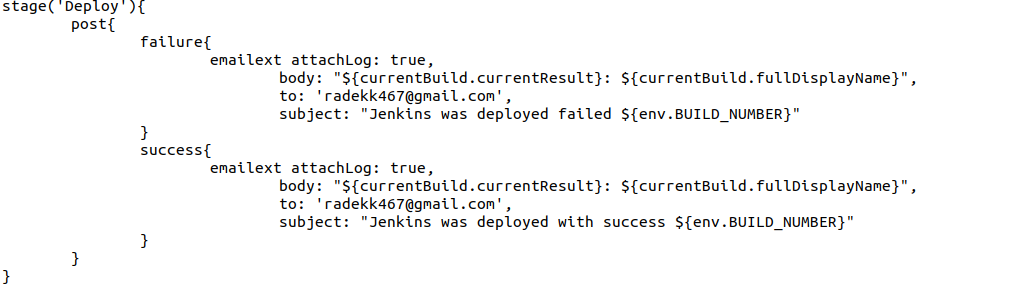 stage('Deploy'){
post{
failure{
emailext attachLog: true,
body: "${currentBuild.currentResult}: ${currentBuild.fullDisplayName}",
to: 'radekk467@gmail.com',
subject: "Jenkins was deployed failed ${env.BUILD_NUMBER}"
}
success{
emailext attachLog: true,
body: "${currentBuild.currentResult}: ${currentBuild.fullDisplayName}",
to: 'radekk467@gmail.com',
subject: "Jenkins was deployed with success ${env.BUILD_NUMBER}"
}
}
}